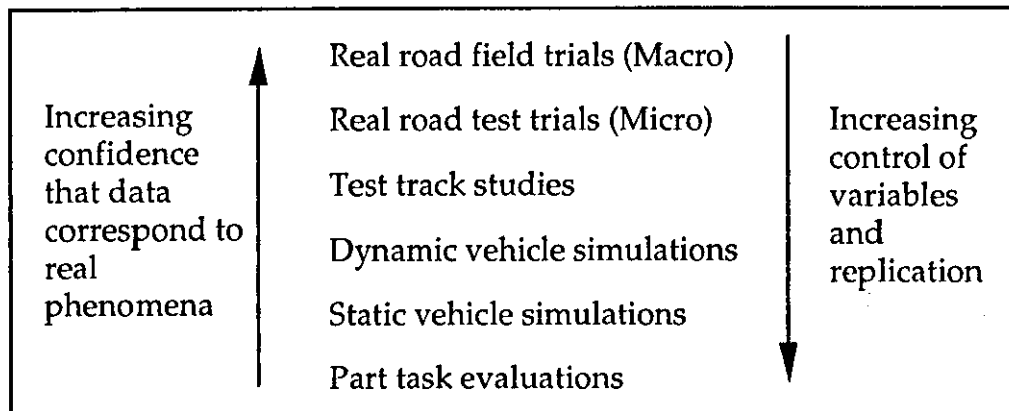 Increasing
confidence
that data
correspond to
real
phenomena
Real road field trials (Macro)
Real road test trials (Micro)
Test track studies
Dynamic vehicle simulations
Static vehicle simulations
Part task evaluations
Increasing
control of
variables
and
replication